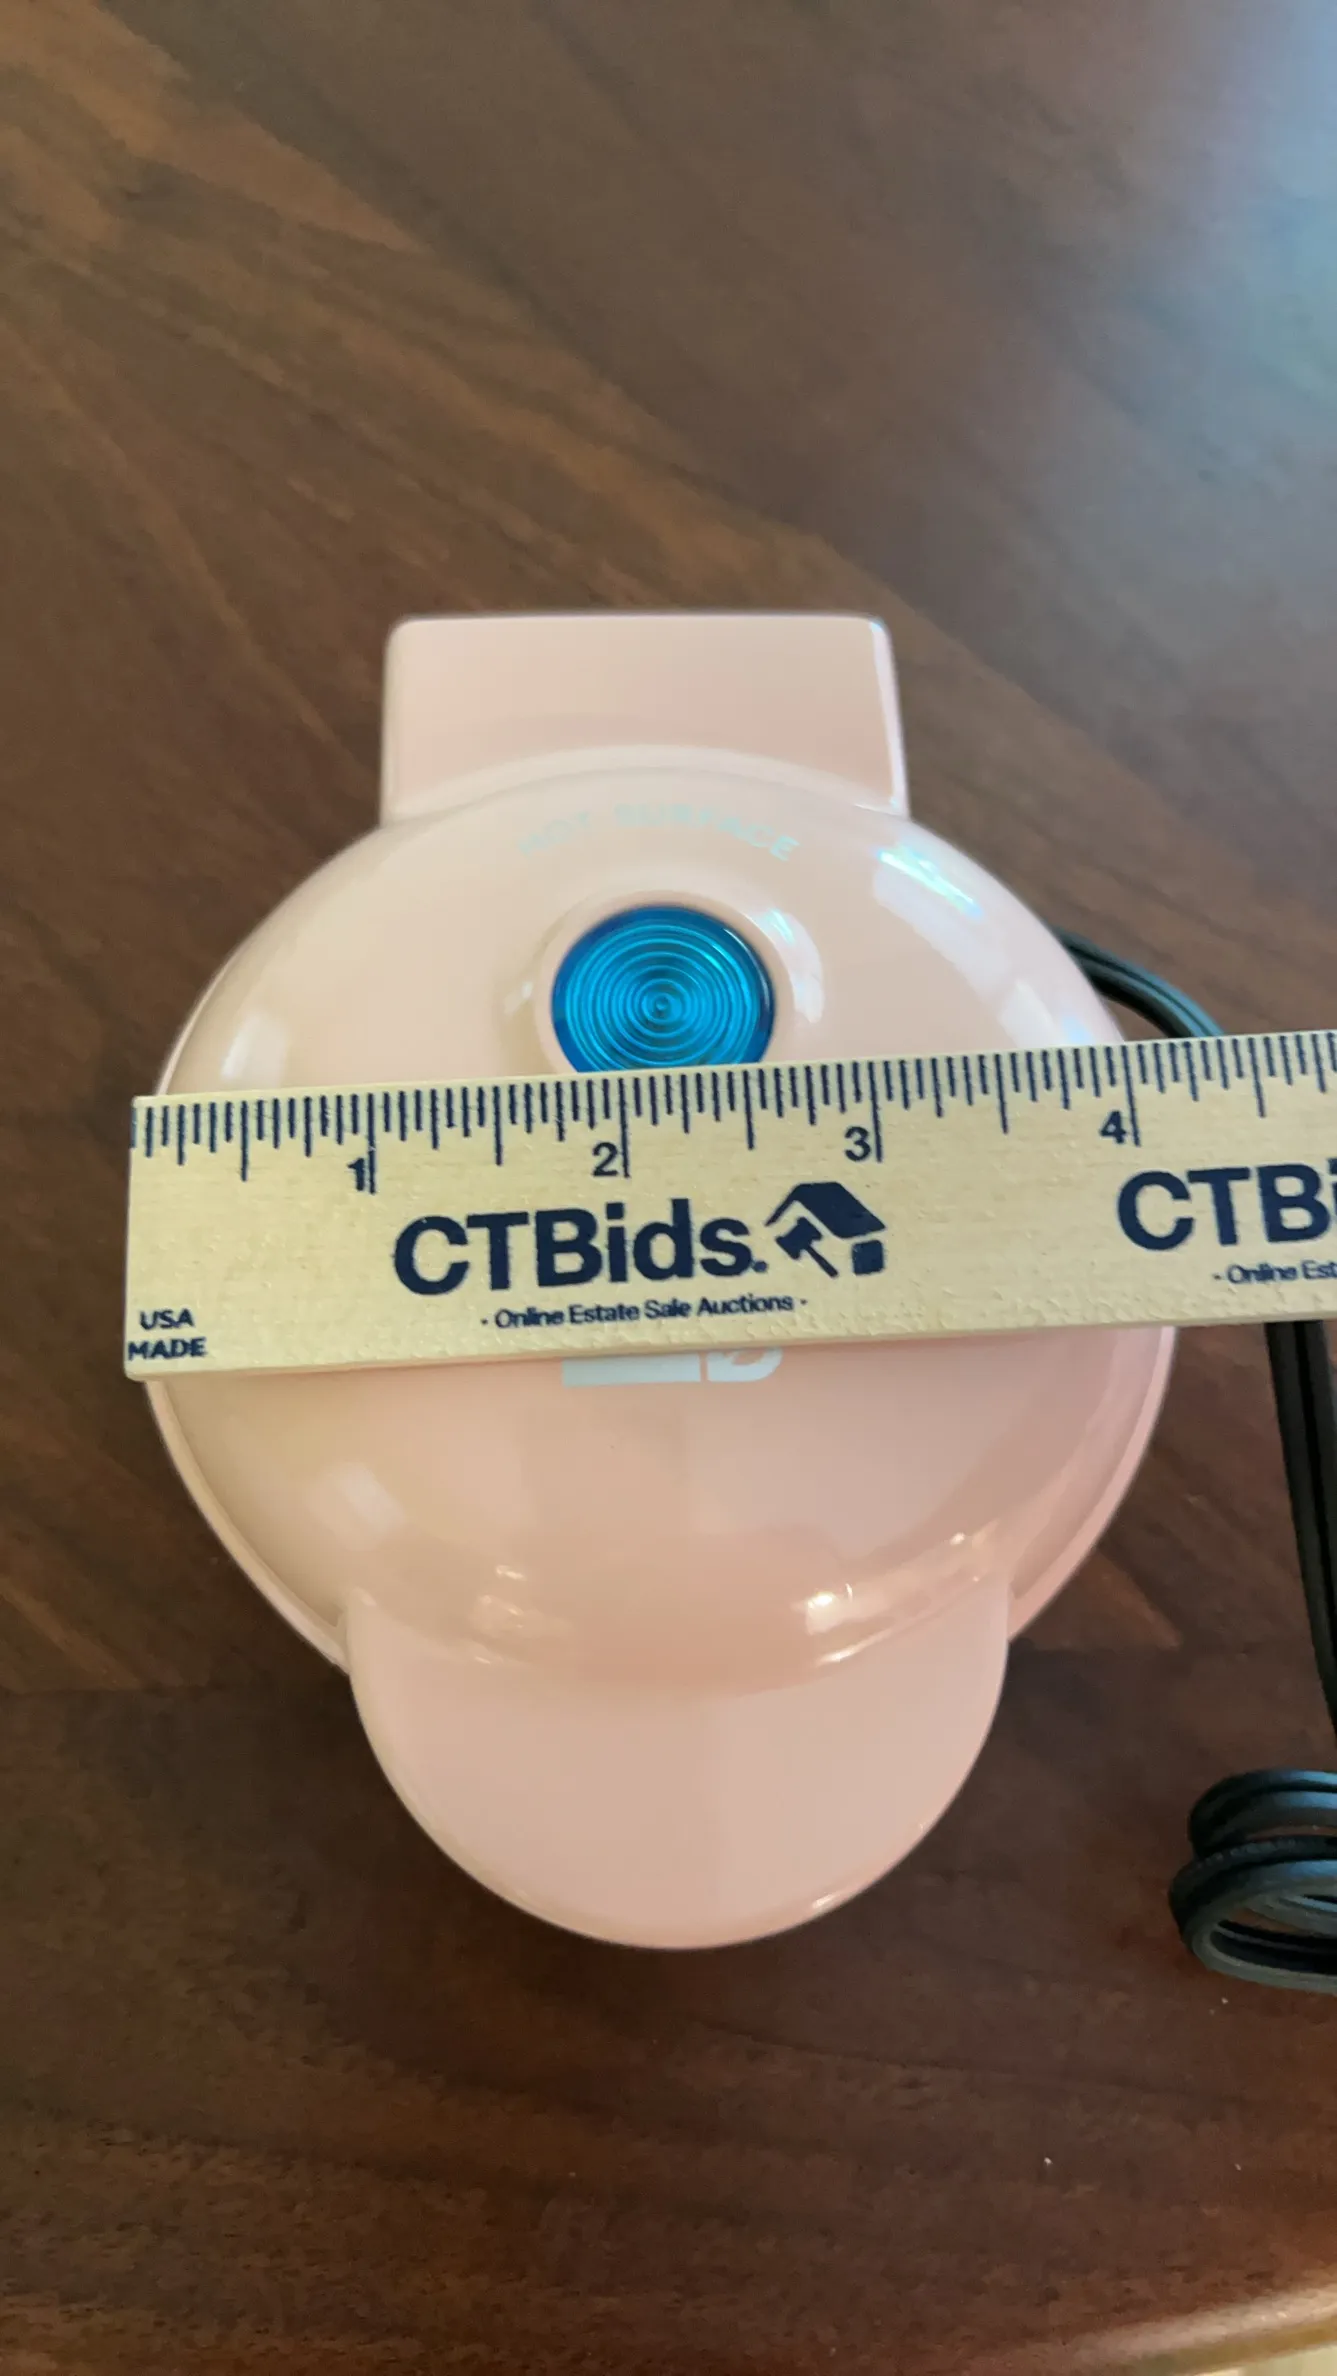 HOT SURFACE
1 2 3 4
CTBids.
CTBi
- Online Estate Sale Auctions -
- Online Est
USA
MADE